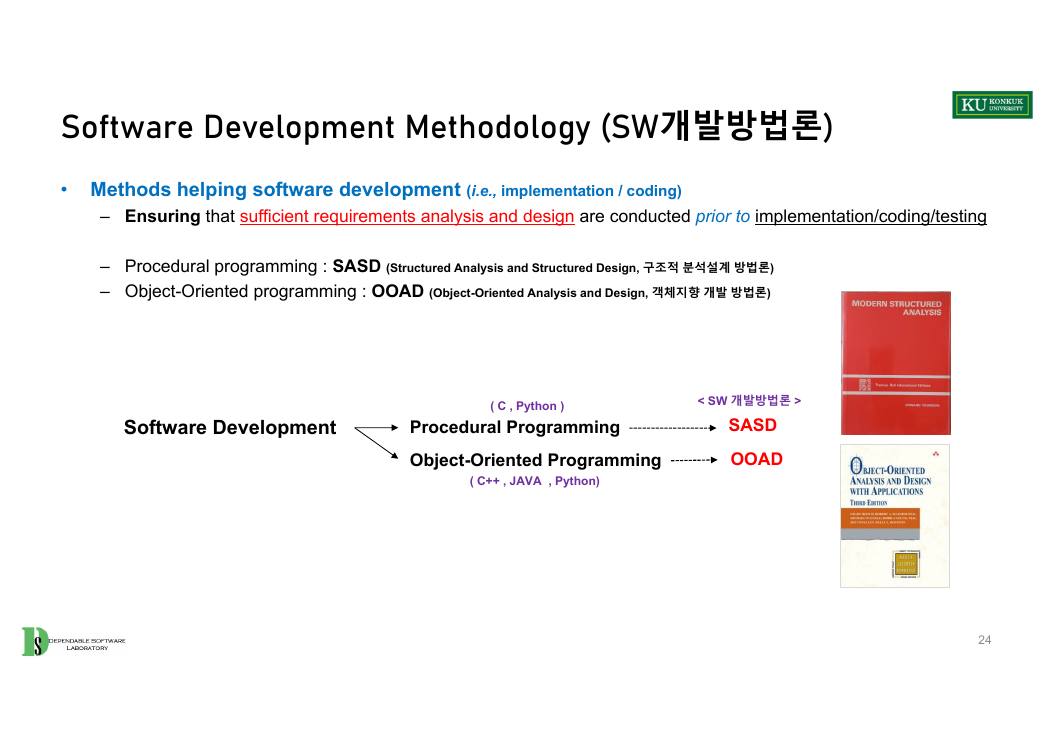 KU KONKUK UNIVERSITY
Software Development Methodology (SW개발방법론)
• Methods helping software development (i.e., implementation / coding)
– Ensuring that sufficient requirements analysis and design are conducted prior to implementation/coding/testing
– Procedural programming : SASD (Structured Analysis and Structured Design, 구조적 분석설계 방법론)
– Object-Oriented programming : OOAD (Object-Oriented Analysis and Design, 객체지향 개발 방법론)
MODERN STRUCTURED
ANALYSIS
( C , Python )
< SW 개발방법론 >
Software Development
Procedural Programming
SASD
Object-Oriented Programming
OOAD
( C++ , JAVA , Python)
OBJECT-ORIENTED
ANALYSIS AND DESIGN
WITH APPLICATIONS
THIRD EDITION
DEPENDABLE SOFTWARE
LABORATORY
24